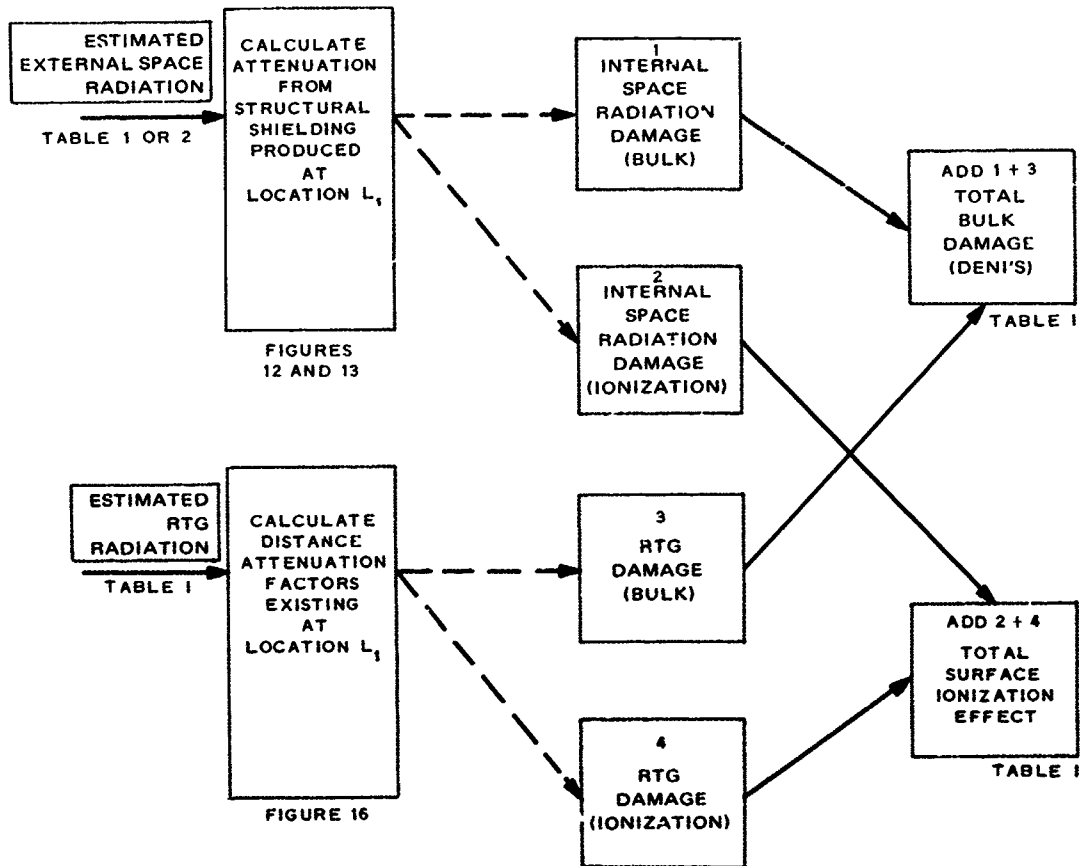 ESTIMATED
EXTERNAL SPACE
RADIATION
TABLE 1 OR 2
CALCULATE
ATTENUATION
FROM
STRUCTURAL
SHIELDING
PRODUCED
AT
LOCATION L₁
FIGURES
12 AND 13
1
INTERNAL
SPACE
RADIATION
DAMAGE
(BULK)
2
INTERNAL
SPACE
RADIATION
DAMAGE
(IONIZATION)
ADD 1 + 3
TOTAL
BULK
DAMAGE
(DENI'S)
TABLE I
ESTIMATED
RTG
RADIATION
TABLE I
CALCULATE
DISTANCE
ATTENUATION
FACTORS
EXISTING
AT
LOCATION L₁
FIGURE 16
3
RTG
DAMAGE
(BULK)
4
RTG
DAMAGE
(IONIZATION)
ADD 2 + 4
TOTAL
SURFACE
IONIZATION
EFFECT
TABLE I